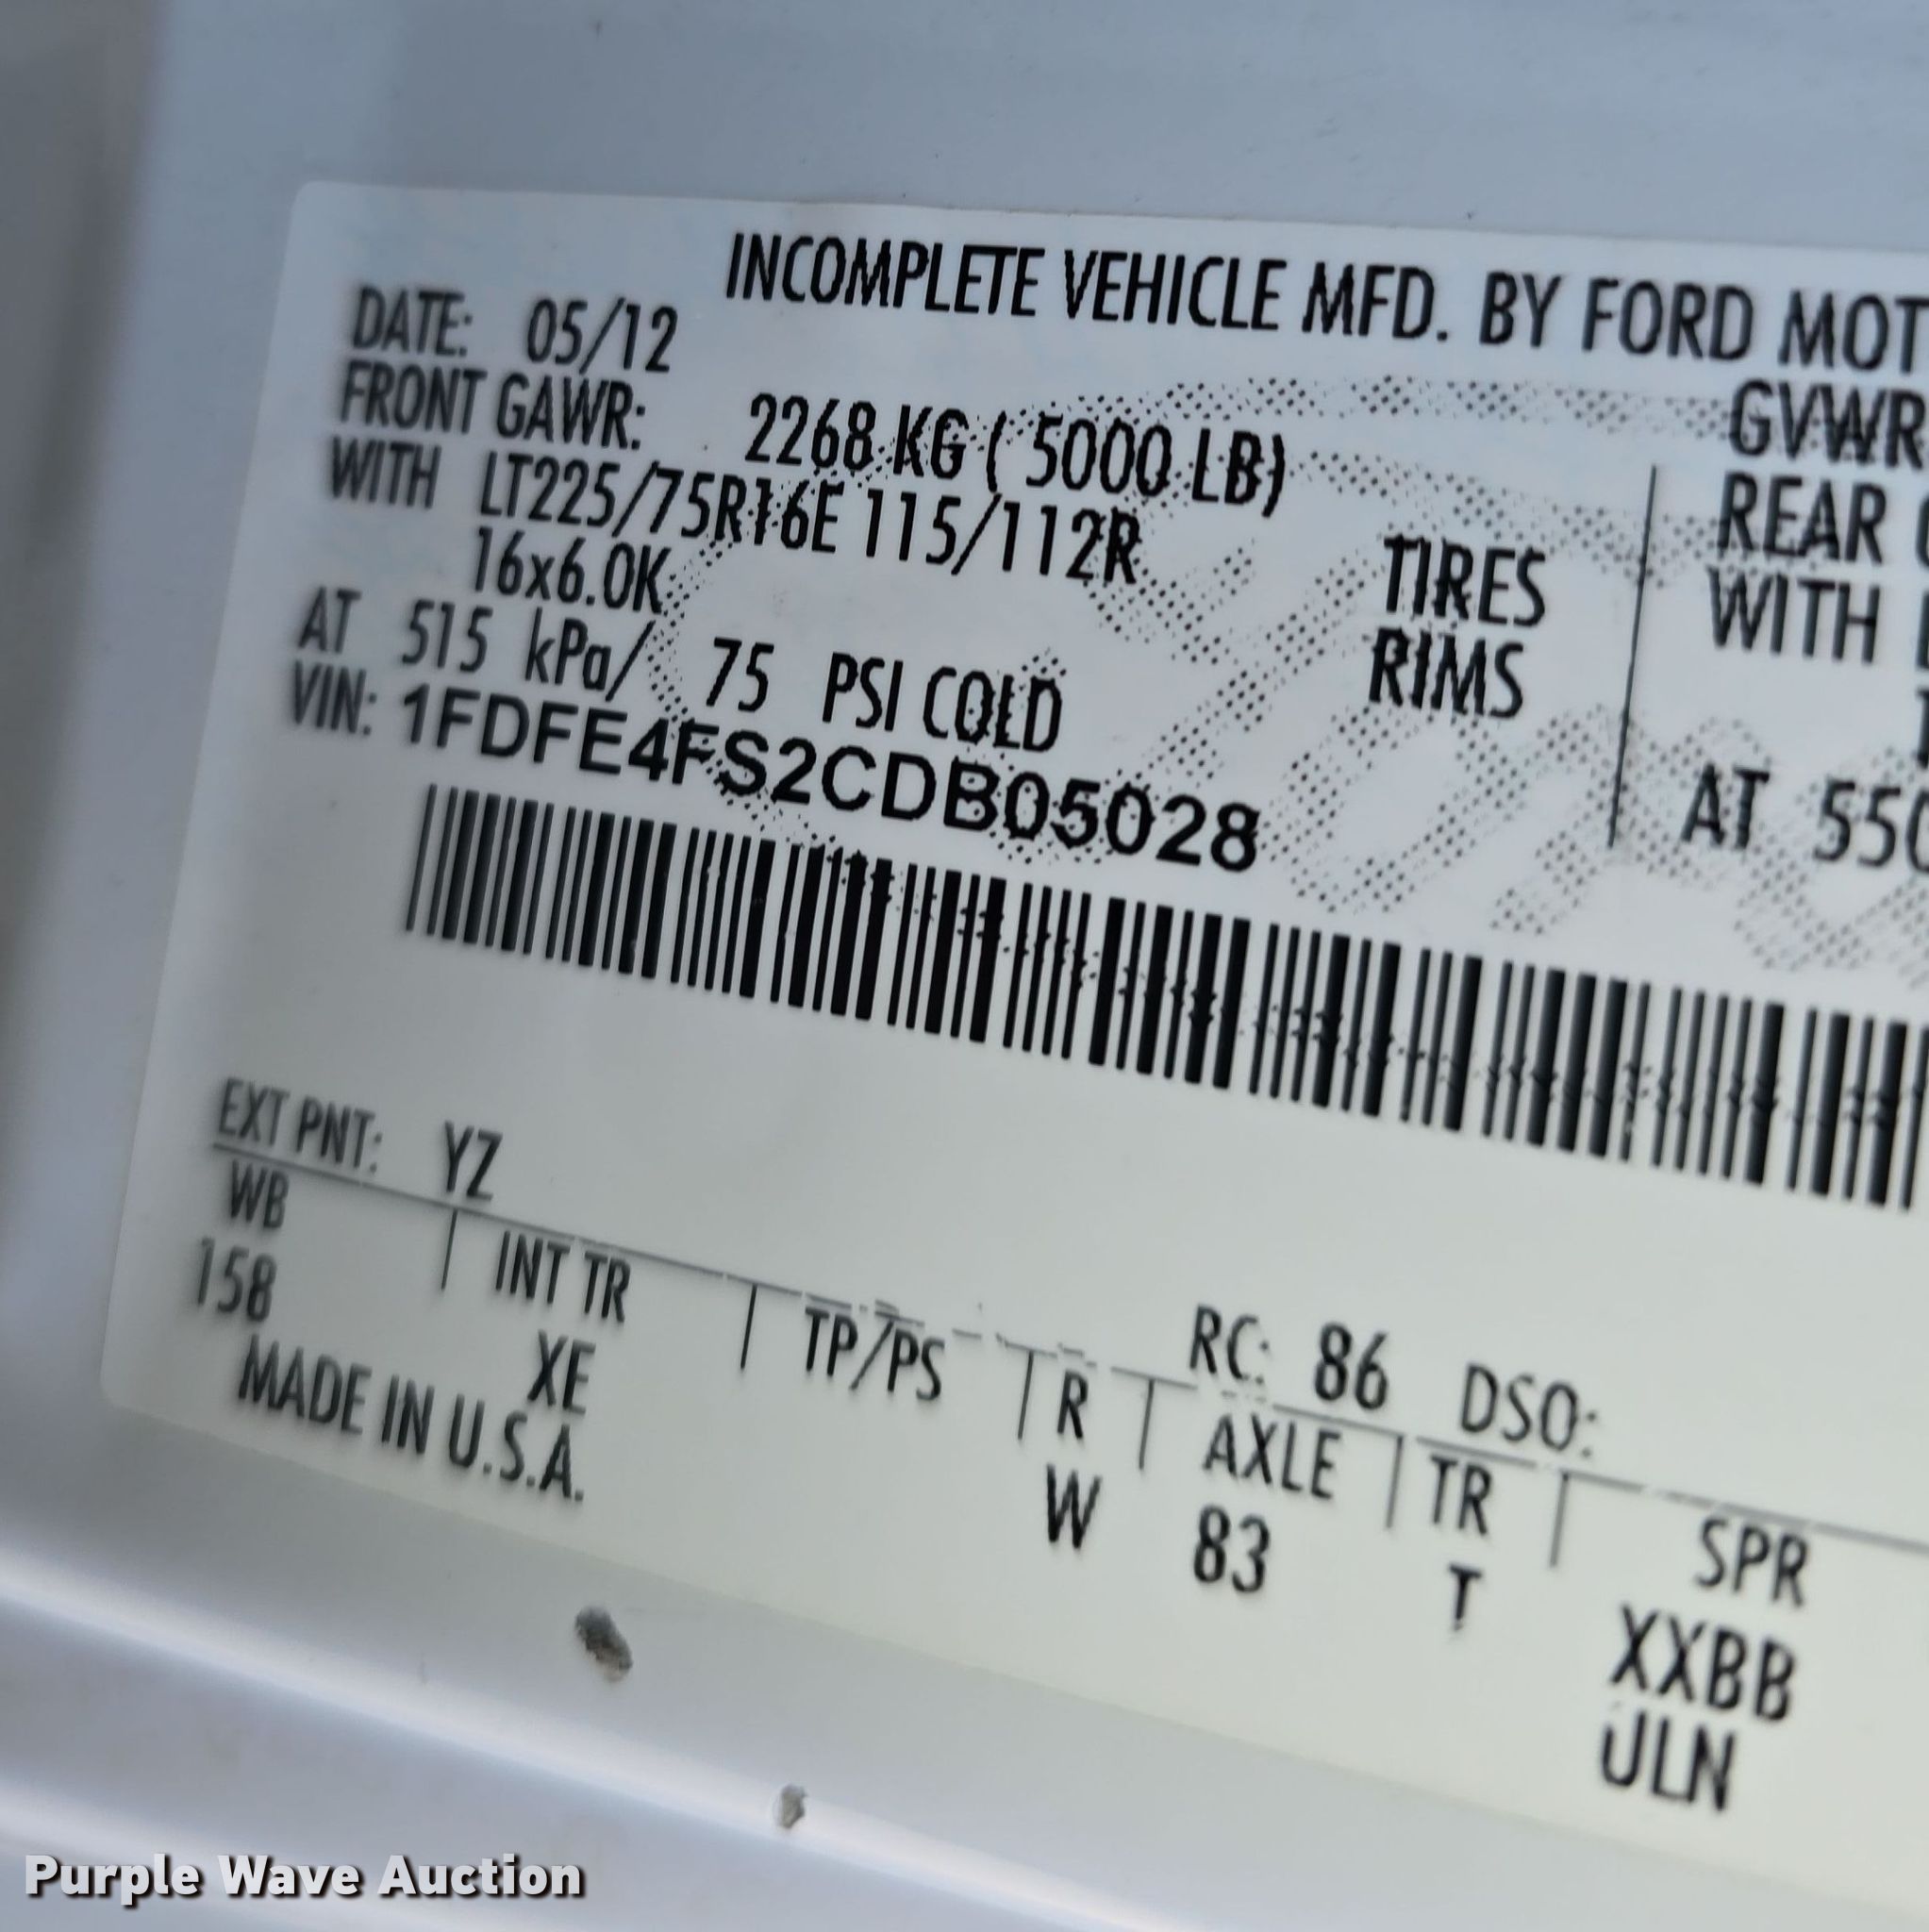 INCOMPLETE VEHICLE MFD. BY FORD MOT
DATE: 05/12
GVWR
FRONT GAWR: 2268 KG ( 5000 LB)
REAR
WITH LT225/75R16E 115/112R TIRES
WITH
16x6.0K RIMS
AT 515 kPa/ 75 PSI COLD
AT 550
VIN: 1FDFE4FS2CDB05028
EXT PNT: YZ RC: 86 DSO:
WB | INT TR | TP/PS | R | AXLE | TR | SPR
158 XE W 83 T XXBB
MADE IN U.S.A. ULN
Purple Wave Auction